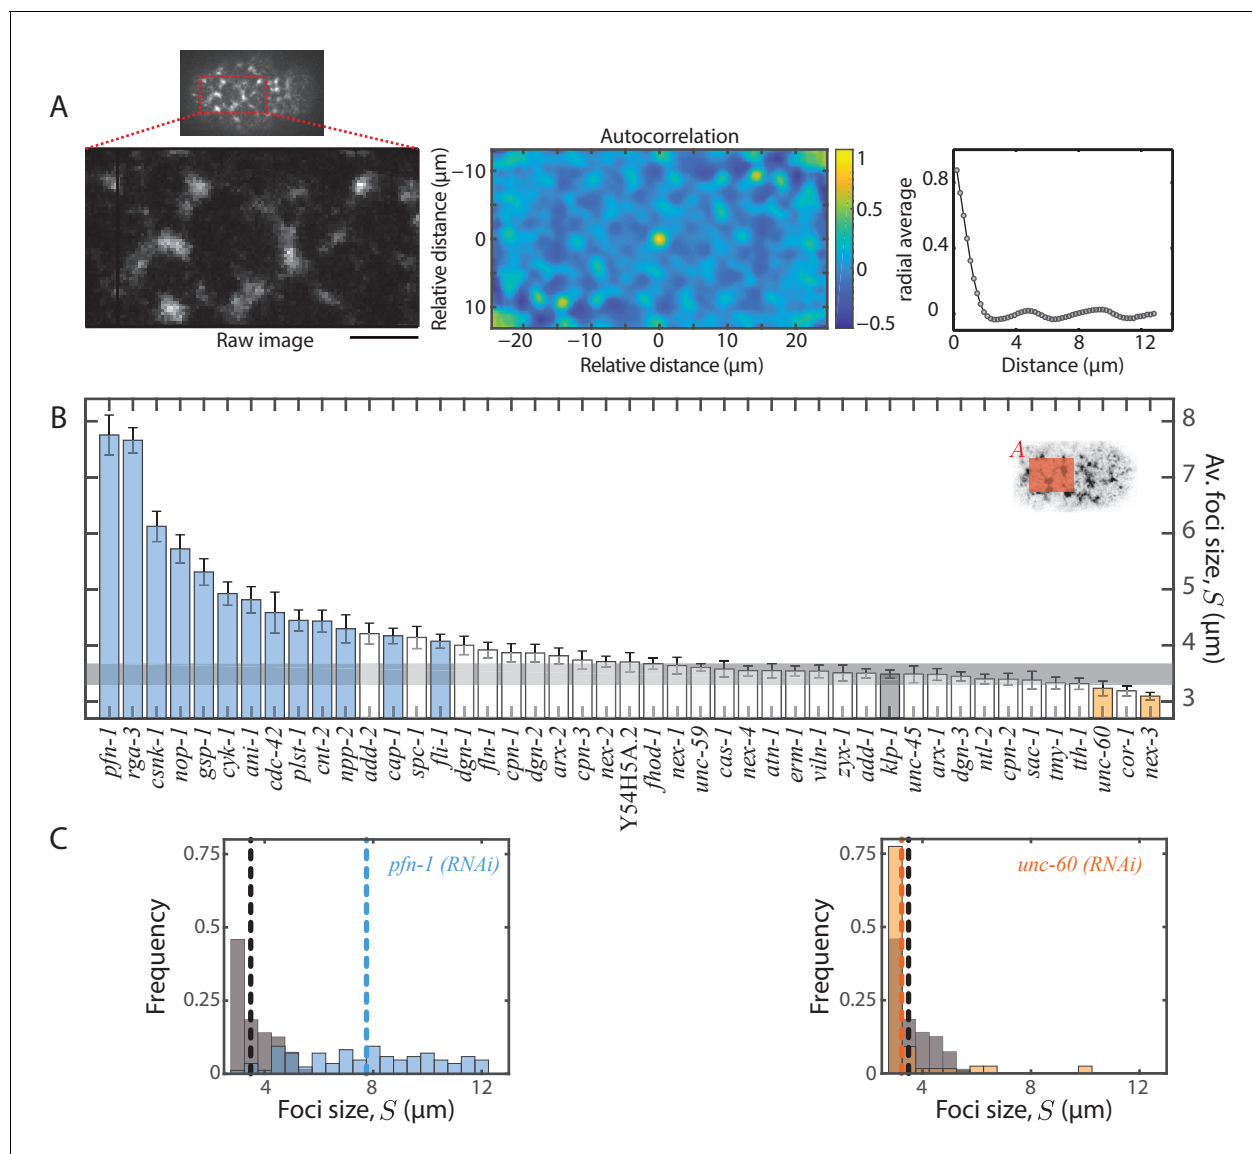 A
Raw image
Autocorrelation
Relative distance (μm)
−10
0
10
−20
−10
0
10
20
Relative distance (μm)
1
0.5
0
−0.5
radial average
0.8
0.4
0
0
4
8
12
Distance (μm)
B
A
8
7
6
5
4
3
Av. foci size, S (μm)
pfn-1
rga-3
csnk-1
nop-1
gsp-1
cyk-1
ani-1
cdc-42
plst-1
cnt-2
npp-2
add-2
cap-1
spc-1
fli-1
dgn-1
fln-1
cpn-1
dgn-2
arx-2
cpn-3
nex-2
Y54H5A.2
fhod-1
nex-1
unc-59
cas-1
nex-4
atn-1
erm-1
viln-1
zyx-1
add-1
klp-1
unc-45
arx-1
dgn-3
ntl-2
cpn-2
sac-1
tmy-1
tth-1
unc-60
cor-1
nex-3
C
Frequency
0.75
0.5
0.25
0
pfn-1 (RNAi)
4
8
12
Foci size, S (μm)
Frequency
0.75
0.5
0.25
0
unc-60 (RNAi)
4
8
12
Foci size, S (μm)